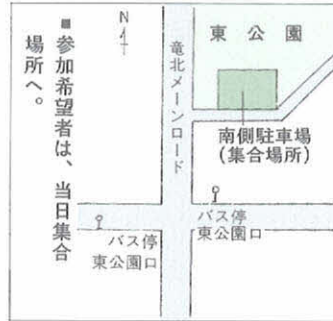 ■参加希望者は、当日集合
場所へ。
N
竜北メーンロード
東公園
南側駐車場
(集合場所)
バス停
東公園口
バス停
東公園口